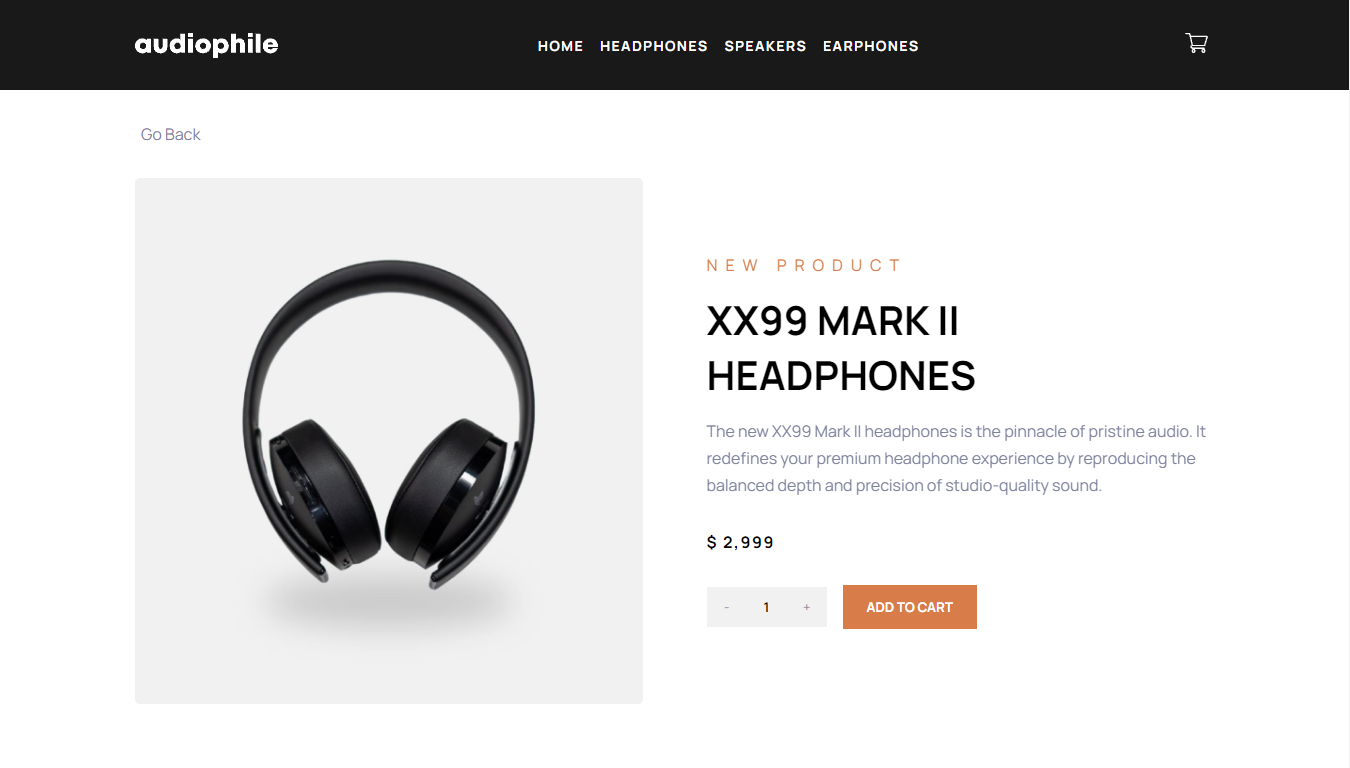 audiophile
HOME HEADPHONES SPEAKERS EARPHONES
Go Back
NEW PRODUCT
XX99 MARK II
HEADPHONES
The new XX99 Mark II headphones is the pinnacle of pristine audio. It
redefines your premium headphone experience by reproducing the
balanced depth and precision of studio-quality sound.
$ 2,999
- 1 + ADD TO CART